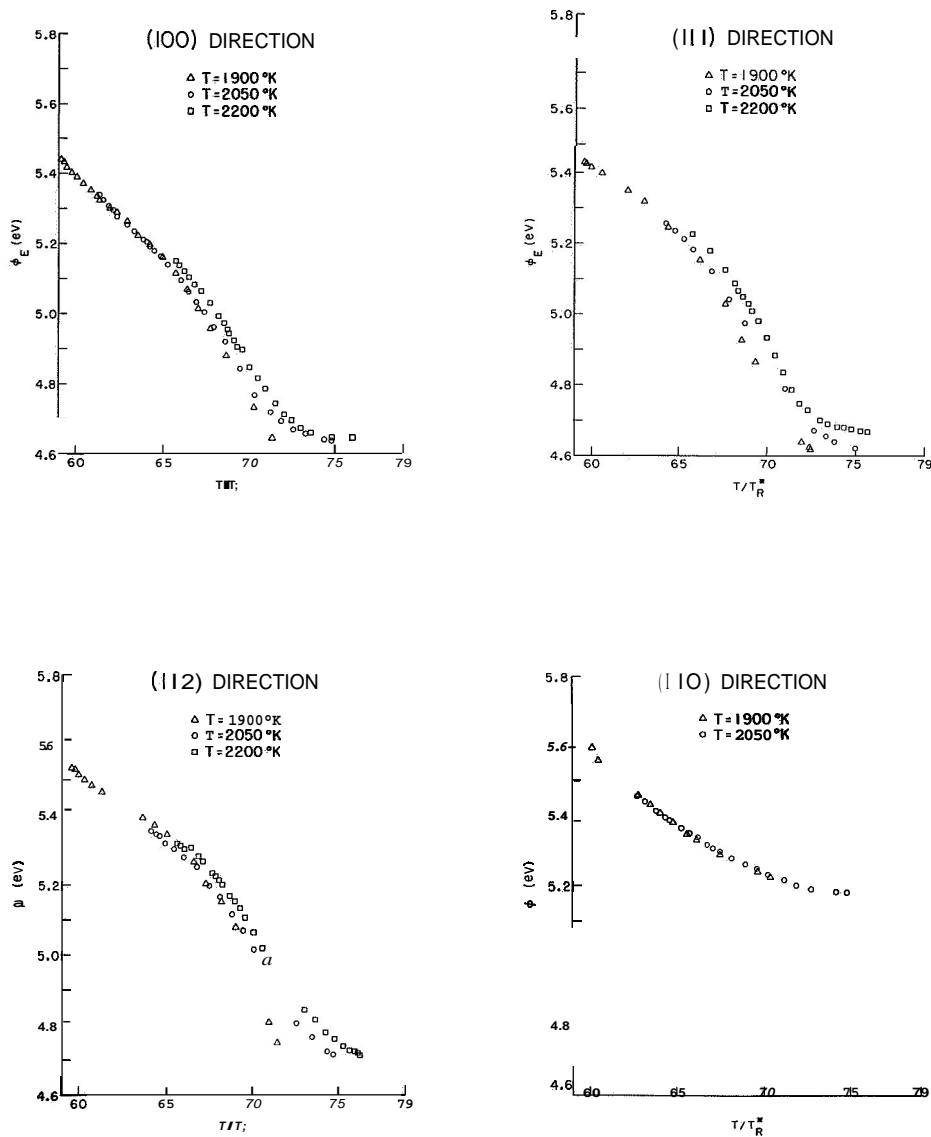 (100) DIRECTION
△ T=1900°K
○ T=2050°K
□ T=2200°K
5.8
5.6
5.4
5.2
5.0
4.8
4.6
ϕE (eV)
60 65 70 79
(111) DIRECTION
△ T=1900°K
○ T=2050°K
□ T=2200°K
5.8
5.6
5.4
5.2
5.0
4.8
4.6
ϕE (eV)
60 65 70 79
T/TR*
(112) DIRECTION
△ T=1900°K
○ T=2050°K
□ T=2200°K
5.8
5.6
5.4
5.2
5.0
4.8
4.6
(eV)
a
60 65 70 79
(110) DIRECTION
△ T=1900°K
○ T=2050°K
5.8
5.6
5.4
5.2
4.8
4.6
φ (eV)
60 65 70 75 79
T/TR*